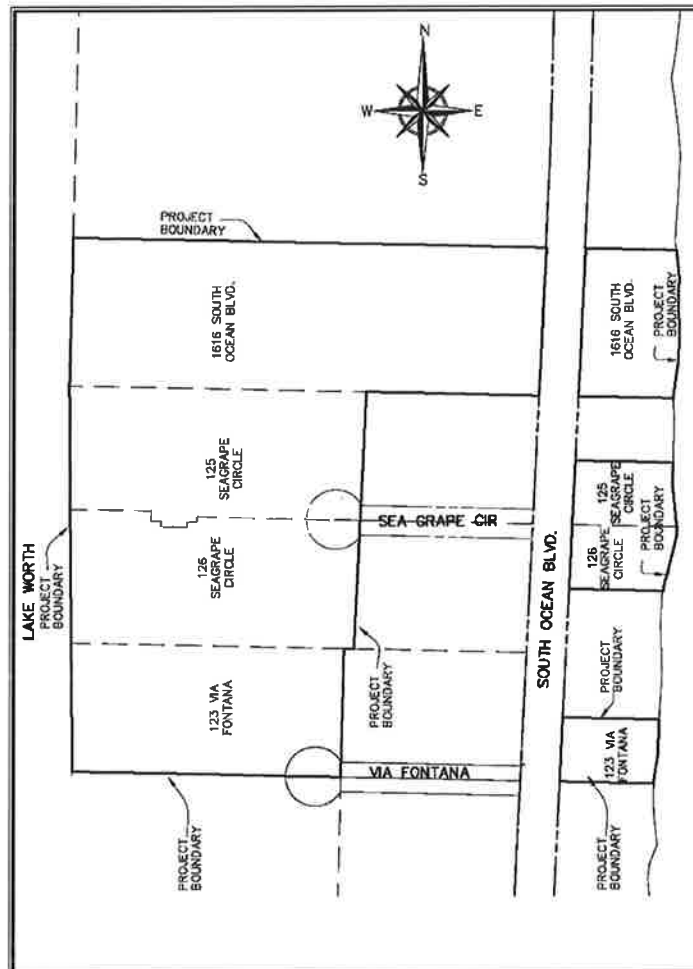 N
W
E
S
PROJECT
BOUNDARY
1616 SOUTH
OCEAN BLVD.
1616 SOUTH
OCEAN BLVD.
PROJECT
BOUNDARY
125
SEAGRAPE
CIRCLE
125
SEAGRAPE
CIRCLE
LAKE WORTH
PROJECT
BOUNDARY
SEA GRAPE CIR
126
SEAGRAPE
CIRCLE
126
SEAGRAPE
CIRCLE
PROJECT
BOUNDARY
SOUTH OCEAN BLVD.
123 VIA
FONTANA
PROJECT
BOUNDARY
PROJECT
BOUNDARY
VIA FONTANA
123 VIA
FONTANA
PROJECT
BOUNDARY
PROJECT
BOUNDARY